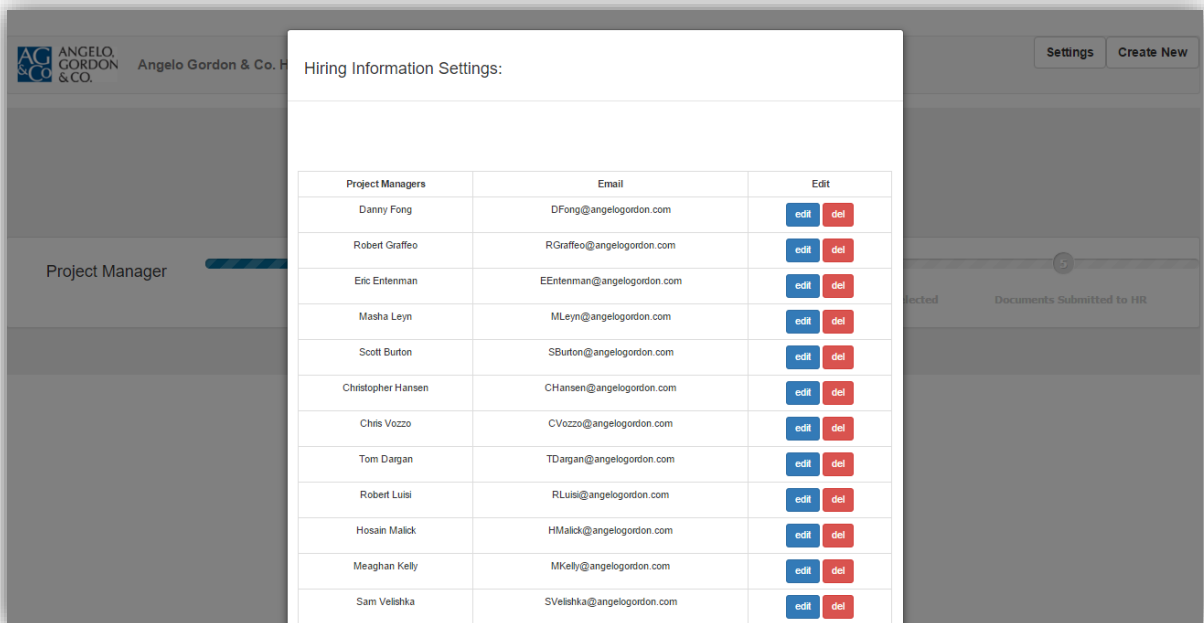 AG
&Co
ANGELO,
GORDON
& CO.
Angelo Gordon & Co. H
Settings Create New
Hiring Information Settings:
Project Managers Email Edit
Danny Fong DFong@angelogordon.com edit del
Robert Graffeo RGraffeo@angelogordon.com edit del
Eric Entenman EEntenman@angelogordon.com edit del
Masha Leyn MLeyn@angelogordon.com edit del
Scott Burton SBurton@angelogordon.com edit del
Christopher Hansen CHansen@angelogordon.com edit del
Chris Vozzo CVozzo@angelogordon.com edit del
Tom Dargan TDargan@angelogordon.com edit del
Robert Luisi RLuisi@angelogordon.com edit del
Hosain Malick HMalick@angelogordon.com edit del
Meaghan Kelly MKelly@angelogordon.com edit del
Sam Velishka SVelishka@angelogordon.com edit del
Project Manager
5
lected Documents Submitted to HR